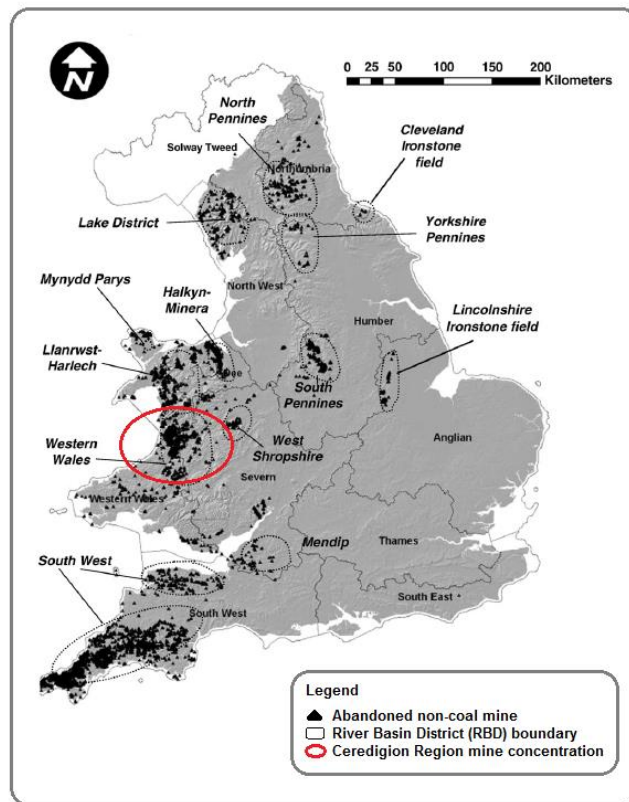 N
0 25 50 100 150 200
Kilometers
North
Pennines
Solway Tweed
Northumbria
Cleveland
Ironstone
field
Lake District
Yorkshire
Pennines
North West
Mynydd Parys
Halkyn-
Minera
Humber
Lincolnshire
Ironstone field
Llanrwst-
Harlech
Dee
South
Pennines
Anglian
West
Shropshire
Western
Wales
Severn
Western Wales
Mendip
Thames
South West
South East
South West
Legend
Abandoned non-coal mine
River Basin District (RBD) boundary
Ceredigion Region mine concentration